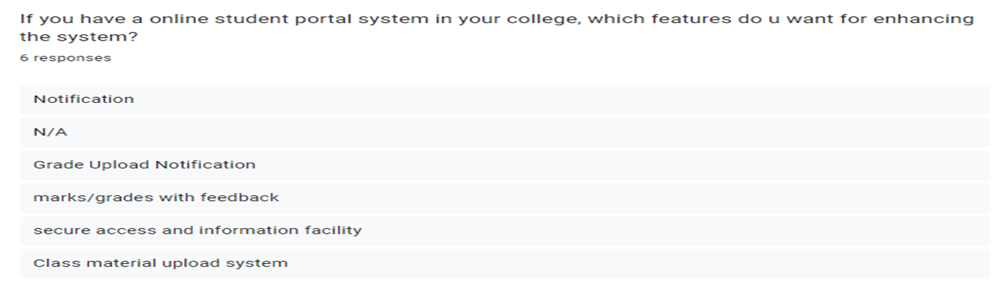 If you have a online student portal system in your college, which features do u want for enhancing
the system?
6 responses
Notification
N/A
Grade Upload Notification
marks/grades with feedback
secure access and information facility
Class material upload system